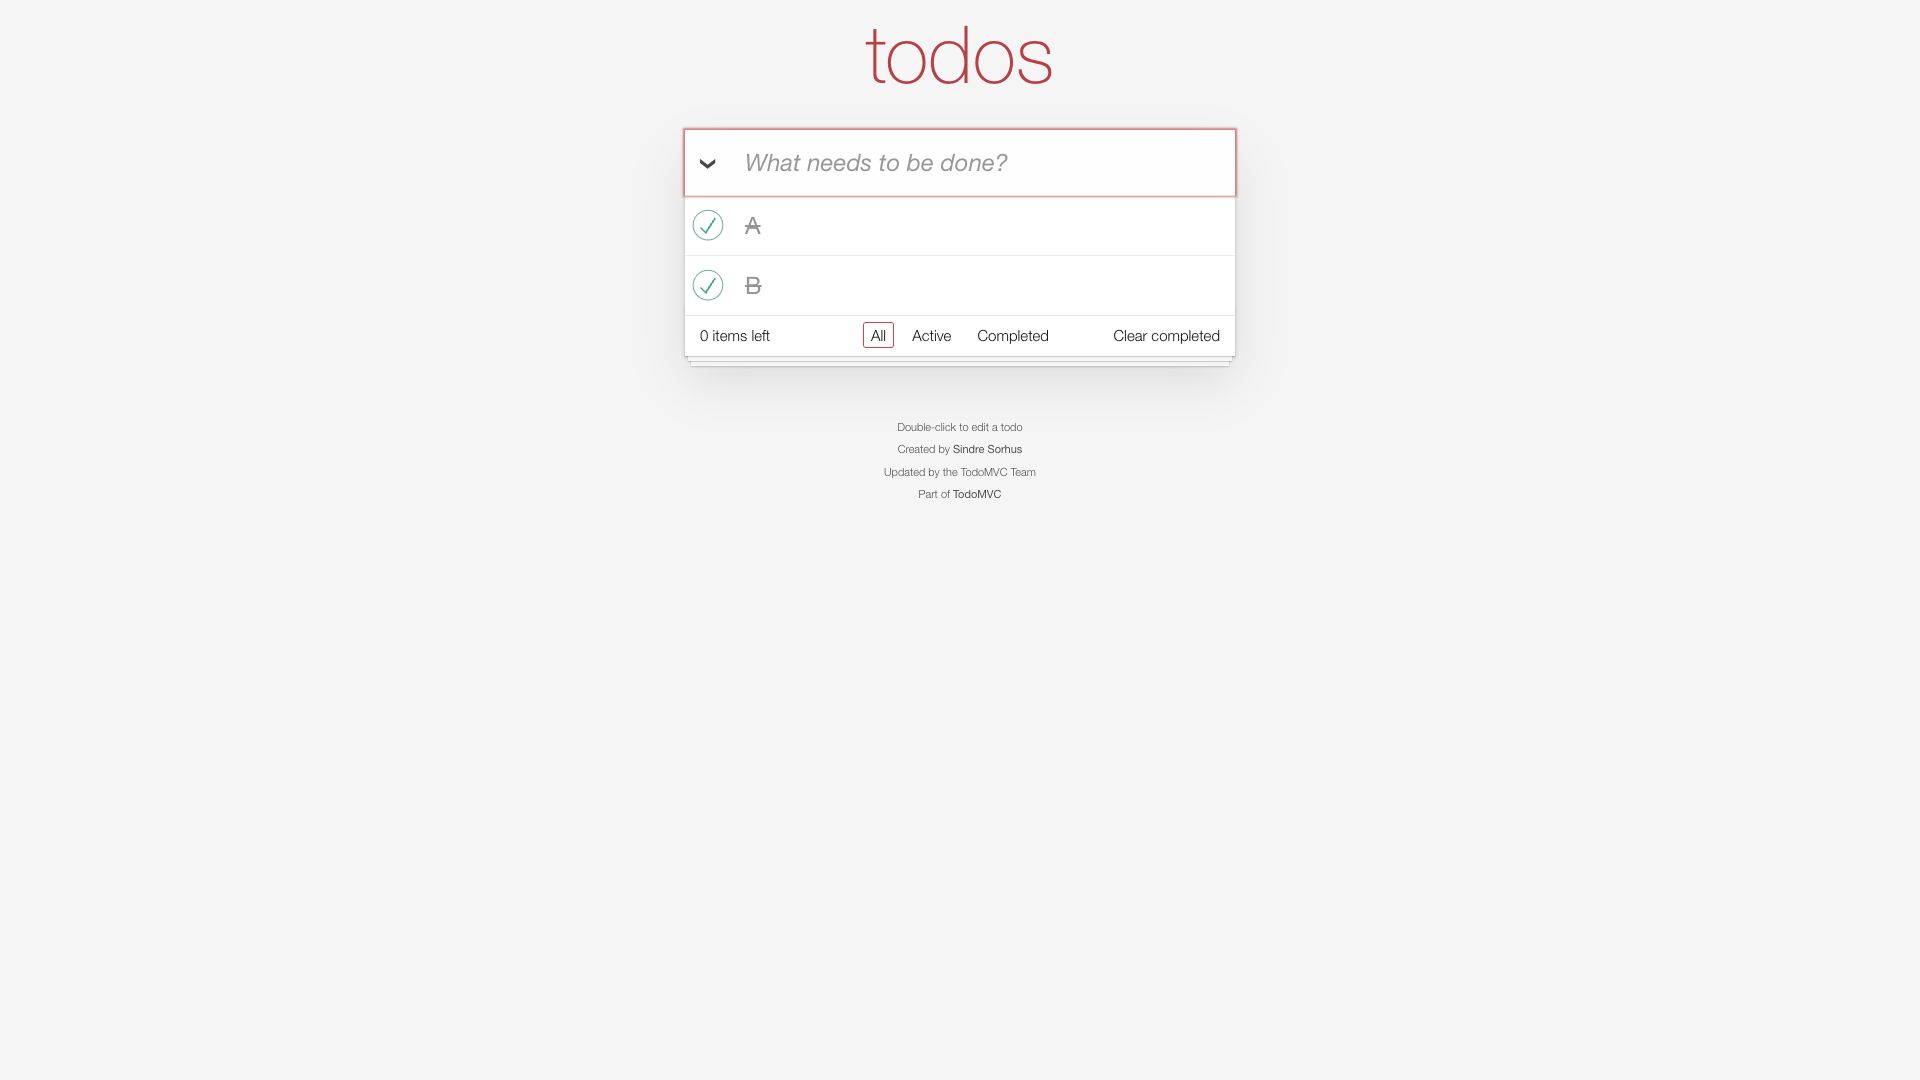 todos
What needs to be done?
A
B
0 items left All Active Completed Clear completed
Double-click to edit a todo
Created by Sindre Sorhus
Updated by the TodoMVC Team
Part of TodoMVC